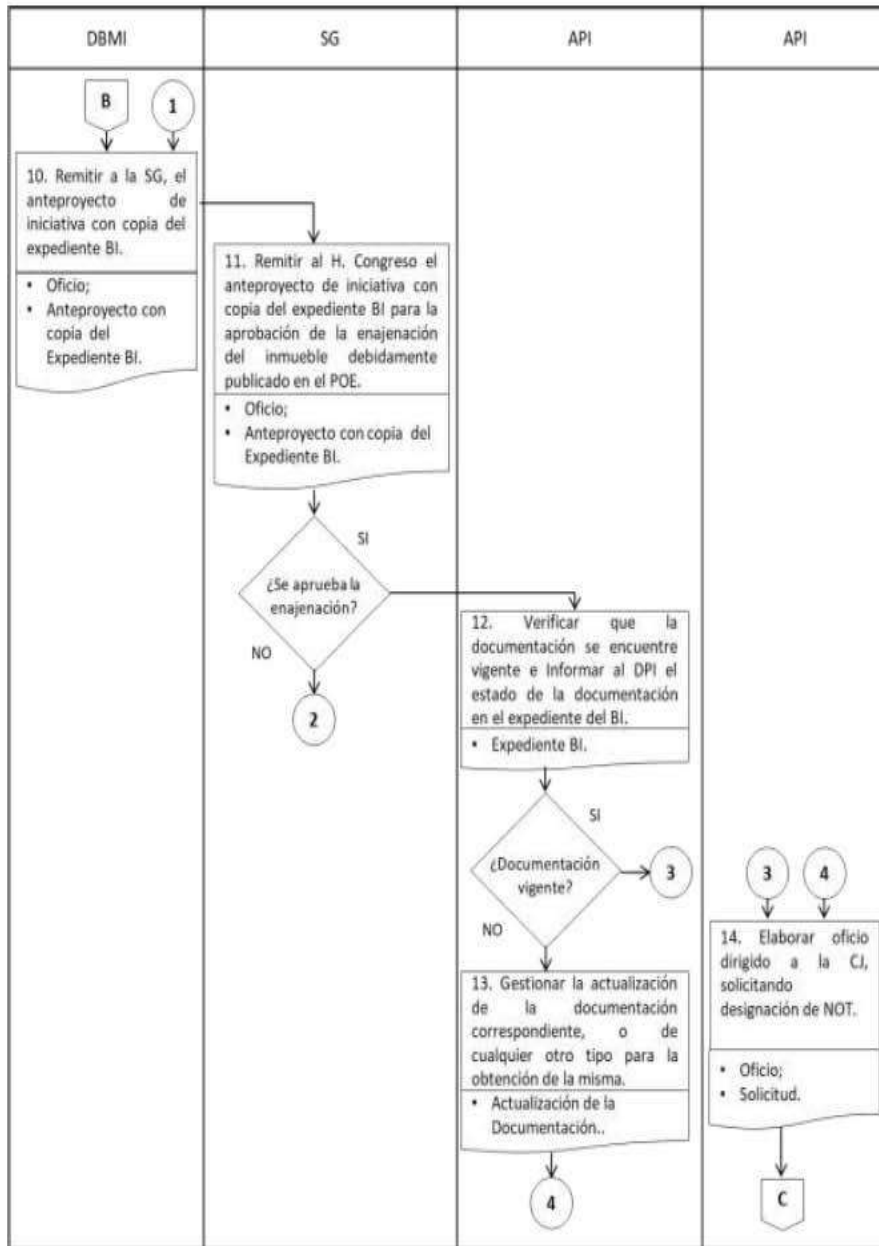 DBMI
SG
API
API
B
1
10. Remitir a la SG, el
anteproyecto de
iniciativa con copia del
expediente BI.
• Oficio;
• Anteproyecto con
copia del
Expediente BI.
11. Remitir al H. Congreso el
anteproyecto de iniciativa con
copia del expediente BI para la
aprobación de la enajenación
del inmueble debidamente
publicado en el POE.
• Oficio;
• Anteproyecto con copia del
Expediente BI.
SI
¿Se aprueba la
enajenación?
NO
2
12. Verificar que la
documentación se encuentre
vigente e Informar al DPI el
estado de la documentación
en el expediente del BI.
• Expediente BI.
SI
¿Documentación
vigente?
3
NO
13. Gestionar la actualización
de la documentación
correspondiente, o de
cualquier otro tipo para la
obtención de la misma.
• Actualización de la
Documentación..
4
3
4
14. Elaborar oficio
dirigido a la CJ,
solicitando
designación de NOT.
• Oficio;
• Solicitud.
C